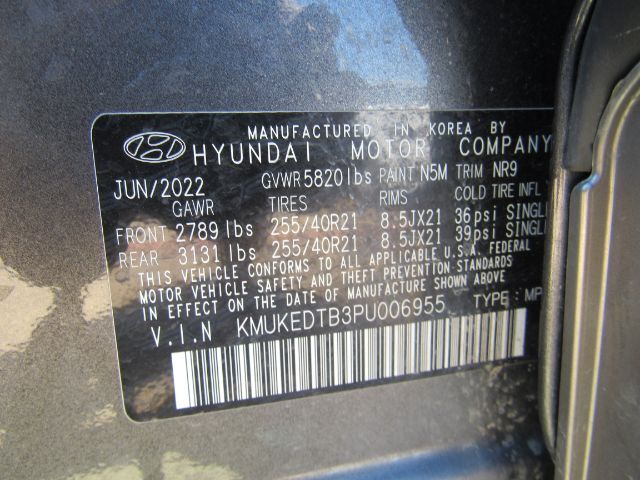 MANUFACTURED IN KOREA BY
HYUNDAI MOTOR COMPANY
JUN/2022 GVWR 5820 lbs PAINT N5M TRIM NR9
GAWR TIRES RIMS COLD TIRE INFL
FRONT 2789 lbs 255/40R21 8.5JX21 36psi SINGL
REAR 3131 lbs 255/40R21 8.5JX21 39psi SINGL
THIS VEHICLE CONFORMS TO ALL APPLICABLE U.S.A. FEDERAL
MOTOR VEHICLE SAFETY AND THEFT PREVENTION STANDARDS
IN EFFECT ON THE DATE OF MANUFACTURE SHOWN ABOVE.
V.I.N KMUKEDTB3PU006955 TYPE: MP